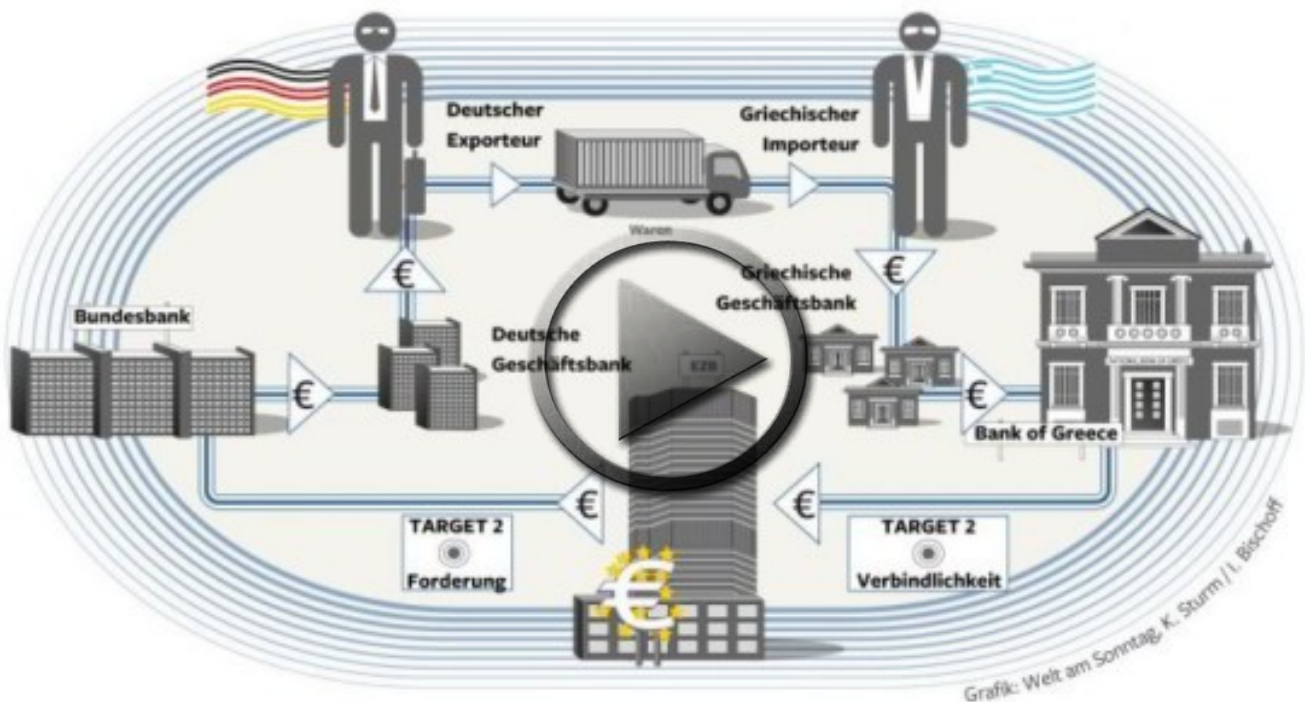 Deutscher
Exporteur
Griechischer
Importeur
Waren
€
€
Griechische
Geschäftsbank
Bundesbank
Deutsche
Geschäftsbank
EZB
€
€
Bank of Greece
€
€
TARGET 2
Forderung
TARGET 2
Verbindlichkeit
€
Grafik: Welt am Sonntag, K. Sturm / I. Bischoff